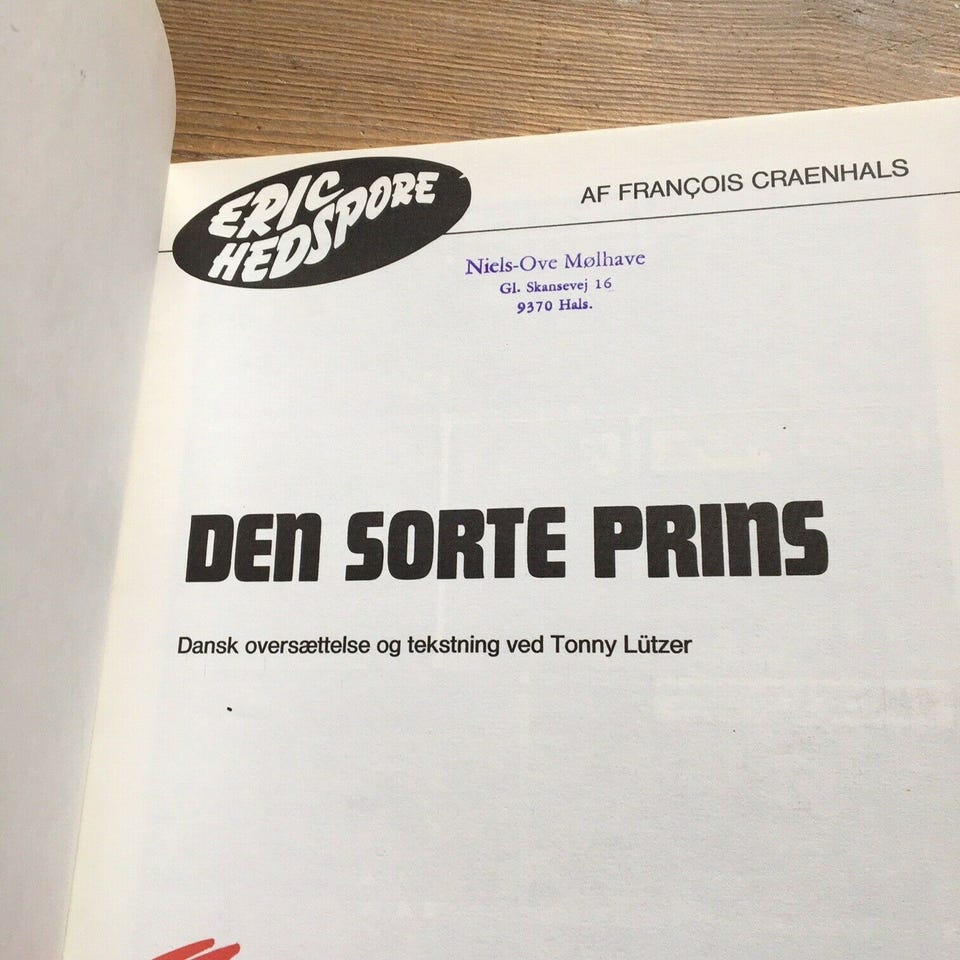 ERIC
HEDSPORE
AF FRANÇOIS CRAENHALS
Niels-Ove Mølhave
Gl. Skansevej 16
9370 Hals.
DEN SORTE PRINS
Dansk oversættelse og tekstning ved Tonny Lützer